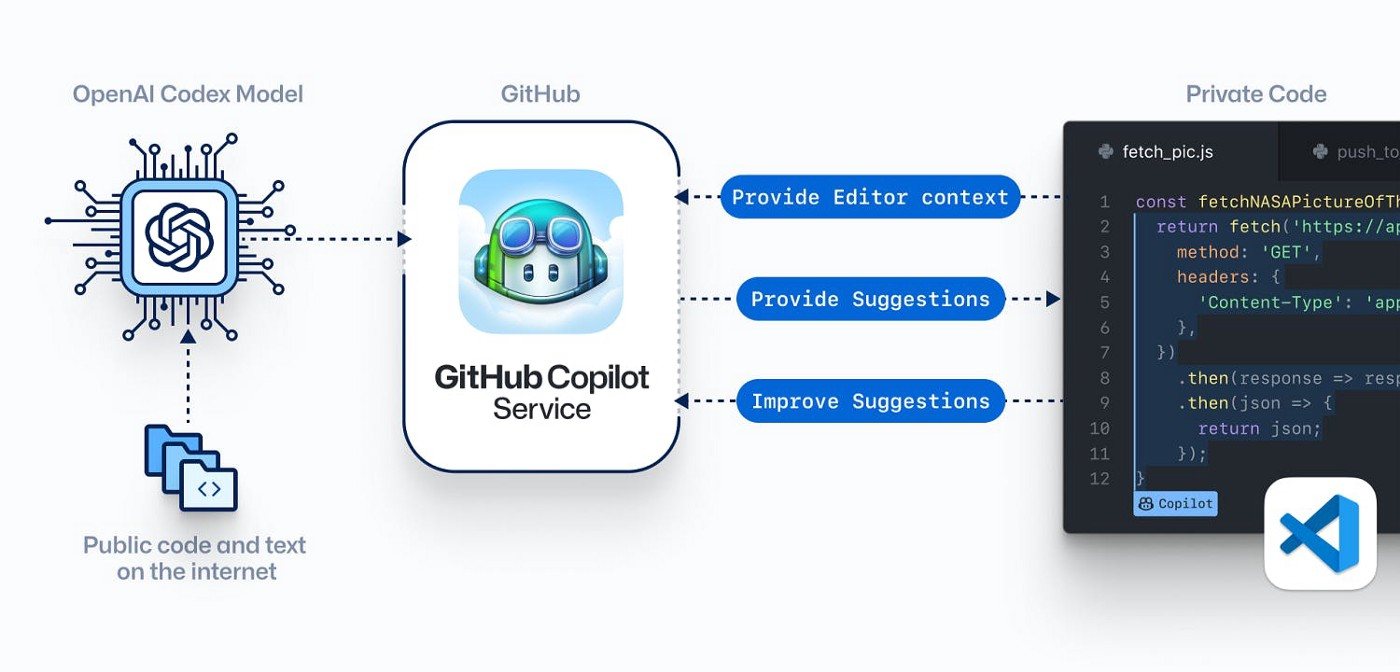 OpenAI Codex Model
GitHub
Private Code
Public code and text
on the internet
GitHub Copilot
Service
Provide Editor context
Provide Suggestions
Improve Suggestions
fetch_pic.js
push_to
1 const fetchNASAPictureOfTh
2 return fetch('https://ap
3 method: 'GET',
4 headers: {
5 'Content-Type': 'app
6 },
7 })
8 .then(response => resp
9 .then(json => {
10 return json;
11 });
12 }
Copilot